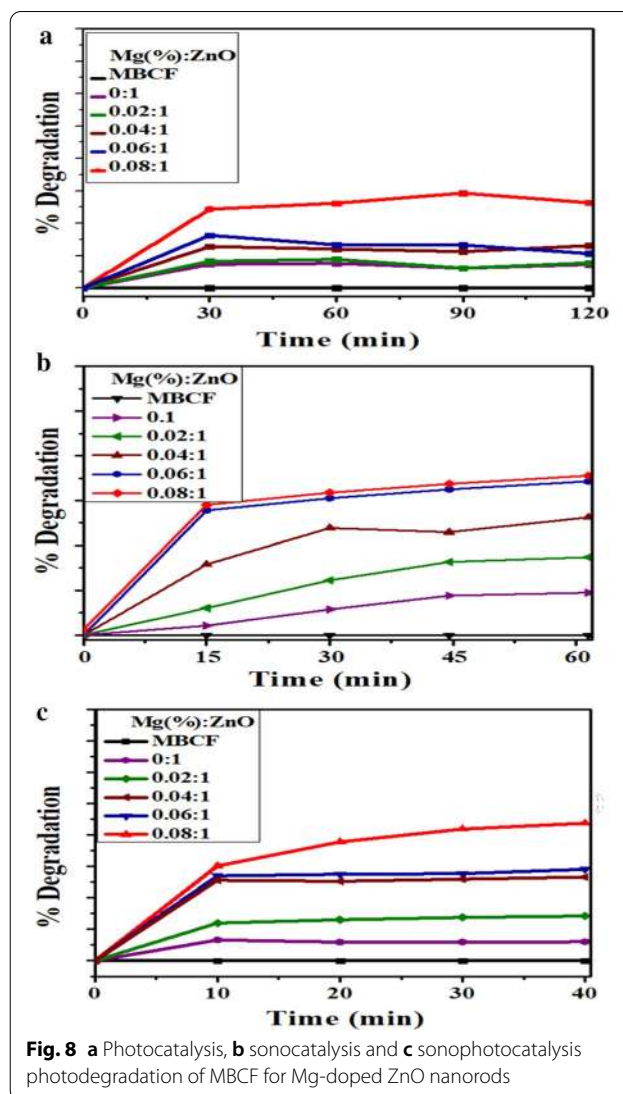 a
Mg(%):ZnO
MBCF
0:1
0.02:1
0.04:1
0.06:1
0.08:1
% Degradation
0 30 60 90 120
Time (min)
b
Mg(%):ZnO
MBCF
0.1
0.02:1
0.04:1
0.06:1
0.08:1
% Degradation
0 15 30 45 60
Time (min)
c
Mg(%):ZnO
MBCF
0:1
0.02:1
0.04:1
0.06:1
0.08:1
% Degradation
0 10 20 30 40
Time (min)
Fig. 8 a Photocatalysis, b sonocatalysis and c sonophotocatalysis
photodegradation of MBCF for Mg-doped ZnO nanorods